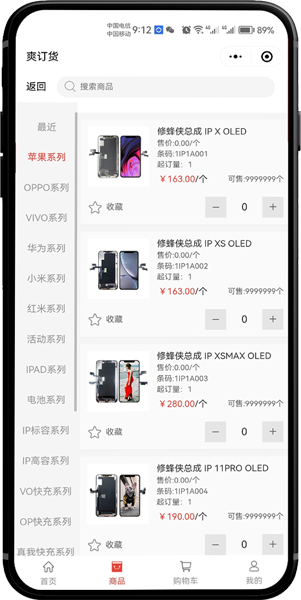 中国电信
中国移动
9:12
89%
爽订货
返回
搜索商品
最近
苹果系列
OPPO系列
VIVO系列
华为系列
小米系列
红米系列
活动系列
IPAD系列
电池系列
IP标容系列
IP高容系列
VO快充系列
OP快充系列
真我快充系列
修蜂侠总成 IP X OLED
售价:0.00/个
条码:1IP1A001
起订量：1
￥163.00/个
可售:9999999个
收藏
− 0 +
修蜂侠总成 IP XS OLED
售价:0.00/个
条码:1IP1A002
起订量：1
￥163.00/个
可售:9999999个
收藏
− 0 +
修蜂侠总成 IP XSMAX OLED
售价:0.00/个
条码:1IP1A003
起订量：1
￥280.00/个
可售:9999999个
收藏
− 0 +
修蜂侠总成 IP 11PRO OLED
售价:0.00/个
条码:1IP1A004
起订量：1
￥190.00/个
可售:9999999个
收藏
− 0 +
首页
商品
购物车
我的